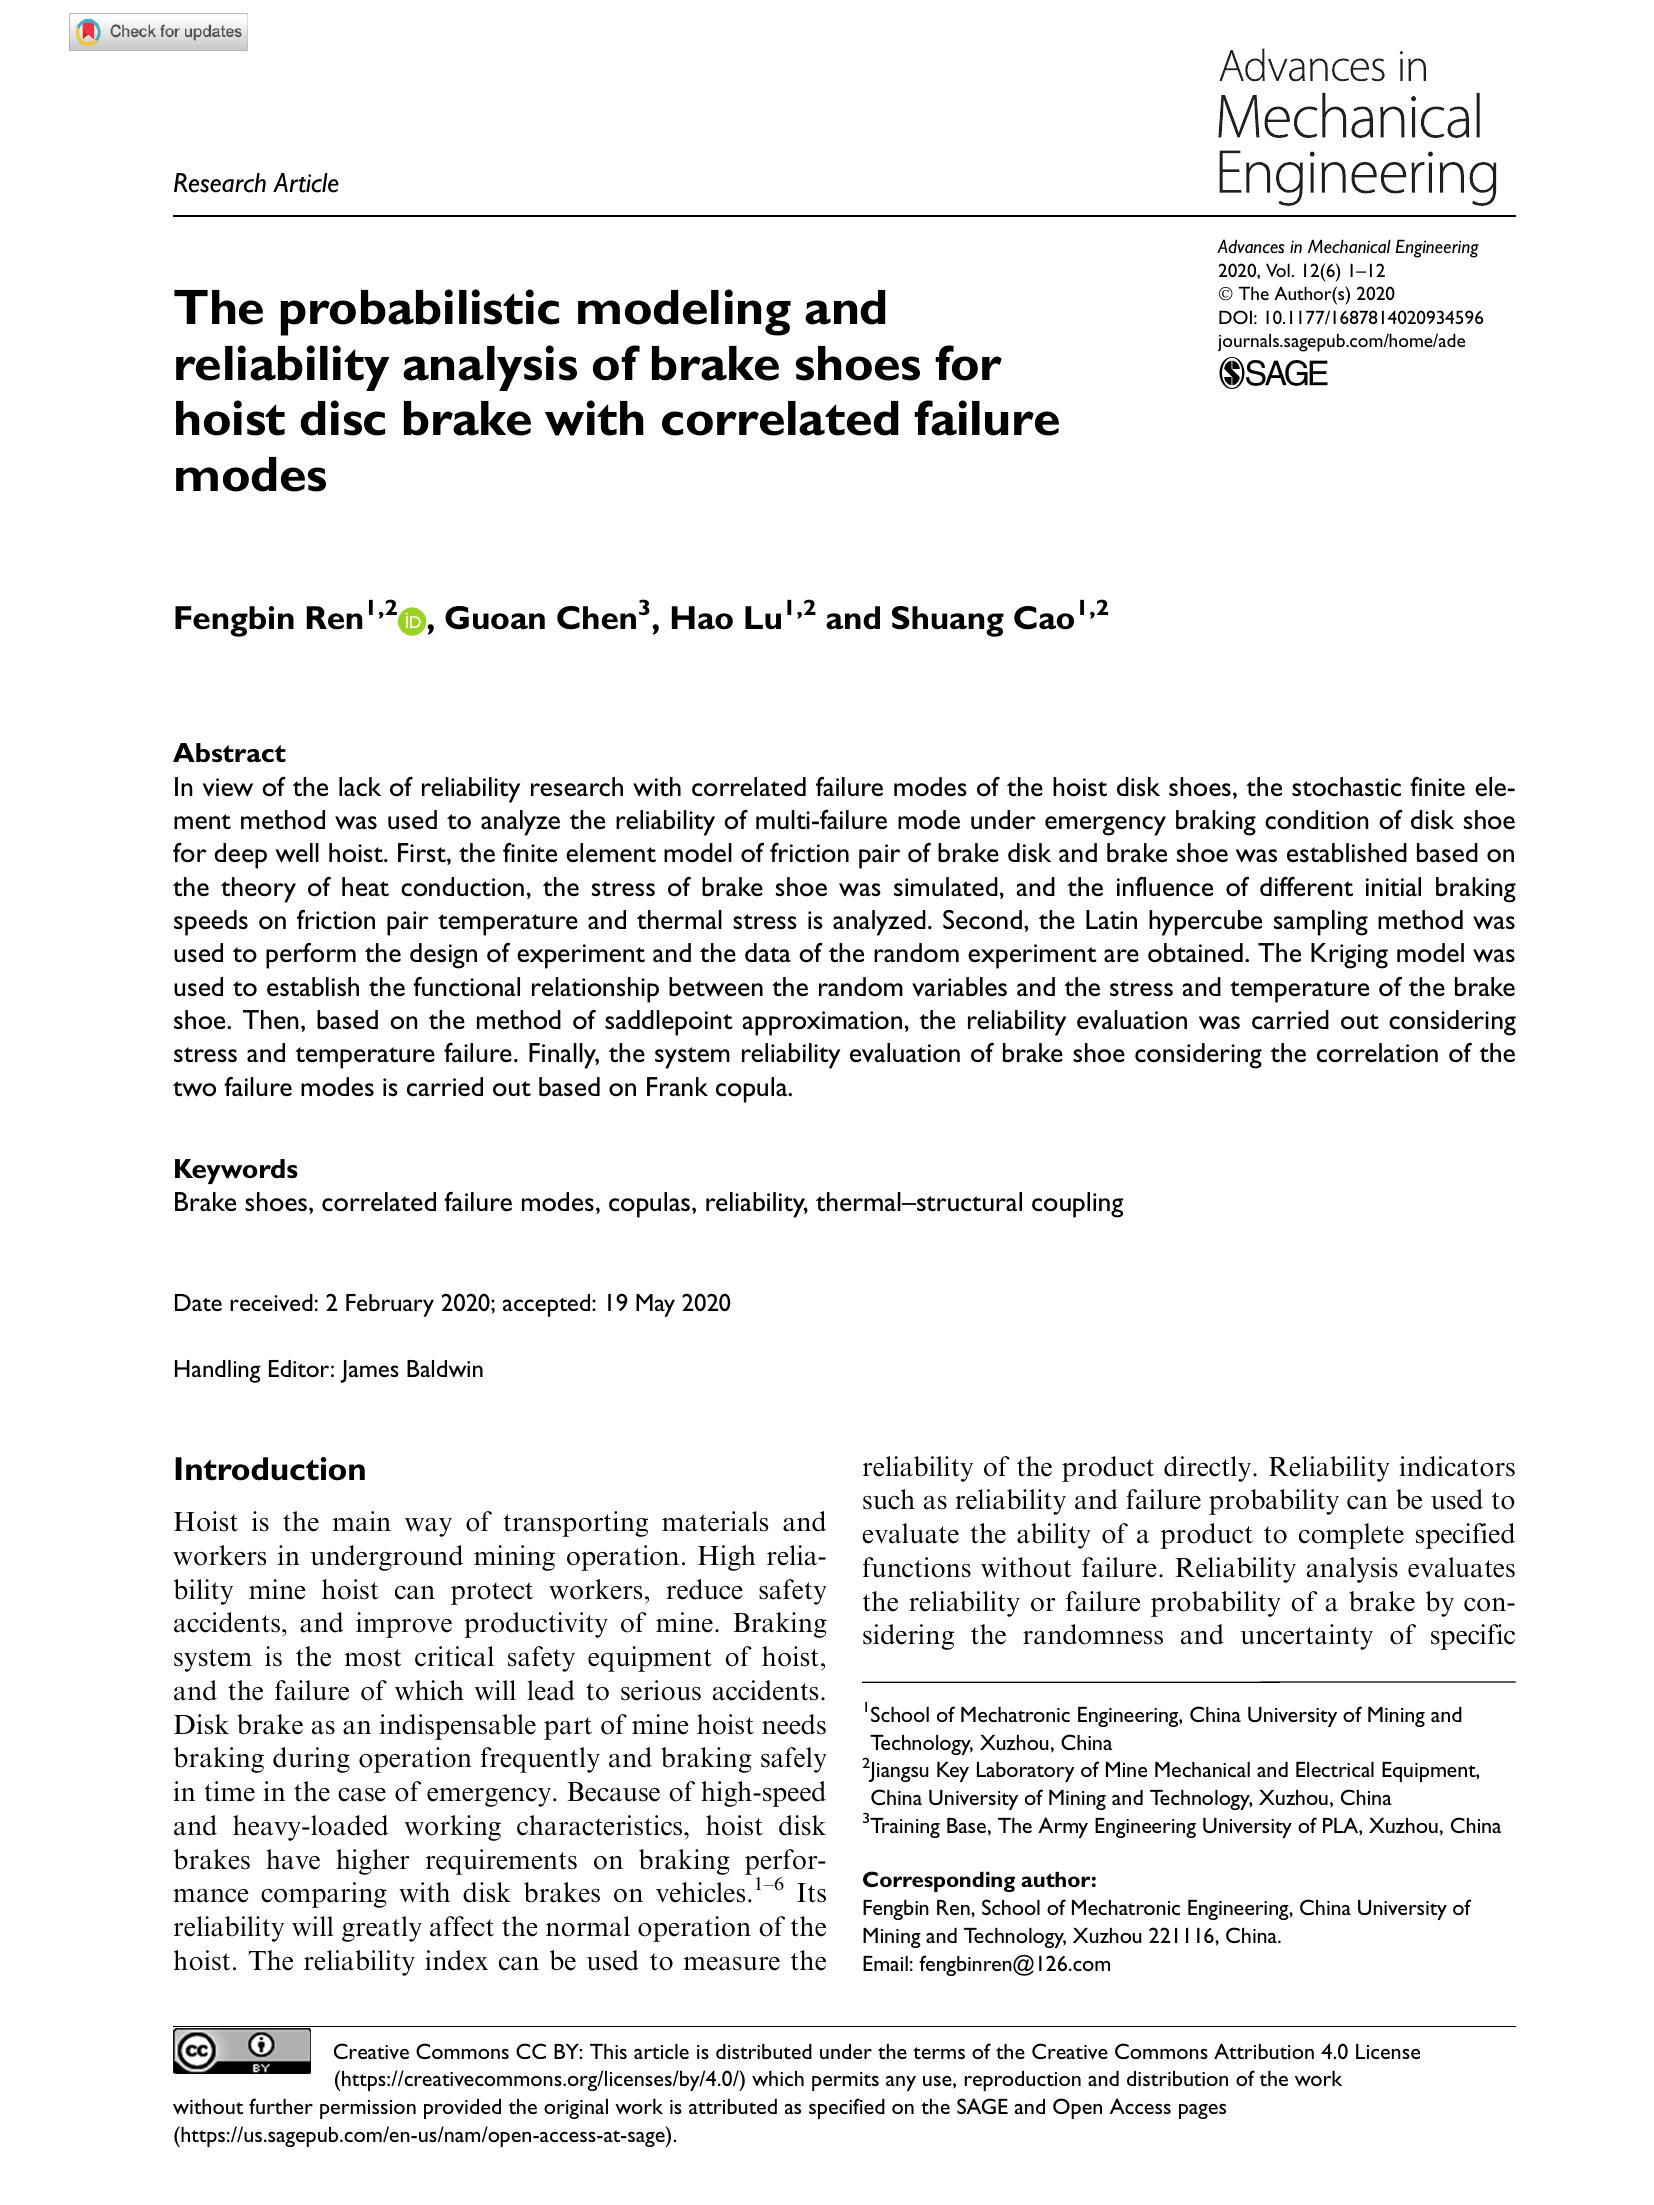 Check for updates
Advances in
Mechanical
Engineering
Research Article
Advances in Mechanical Engineering
2020, Vol. 12(6) 1–12
© The Author(s) 2020
DOI: 10.1177/1687814020934596
journals.sagepub.com/home/ade
SAGE
The probabilistic modeling and
reliability analysis of brake shoes for
hoist disc brake with correlated failure
modes
Fengbin Ren1,2 iD, Guoan Chen3, Hao Lu1,2 and Shuang Cao1,2
Abstract
In view of the lack of reliability research with correlated failure modes of the hoist disk shoes, the stochastic finite ele-
ment method was used to analyze the reliability of multi-failure mode under emergency braking condition of disk shoe
for deep well hoist. First, the finite element model of friction pair of brake disk and brake shoe was established based on
the theory of heat conduction, the stress of brake shoe was simulated, and the influence of different initial braking
speeds on friction pair temperature and thermal stress is analyzed. Second, the Latin hypercube sampling method was
used to perform the design of experiment and the data of the random experiment are obtained. The Kriging model was
used to establish the functional relationship between the random variables and the stress and temperature of the brake
shoe. Then, based on the method of saddlepoint approximation, the reliability evaluation was carried out considering
stress and temperature failure. Finally, the system reliability evaluation of brake shoe considering the correlation of the
two failure modes is carried out based on Frank copula.
Keywords
Brake shoes, correlated failure modes, copulas, reliability, thermal–structural coupling
Date received: 2 February 2020; accepted: 19 May 2020
Handling Editor: James Baldwin
Introduction
Hoist is the main way of transporting materials and
workers in underground mining operation. High relia-
bility mine hoist can protect workers, reduce safety
accidents, and improve productivity of mine. Braking
system is the most critical safety equipment of hoist,
and the failure of which will lead to serious accidents.
Disk brake as an indispensable part of mine hoist needs
braking during operation frequently and braking safely
in time in the case of emergency. Because of high-speed
and heavy-loaded working characteristics, hoist disk
brakes have higher requirements on braking perfor-
mance comparing with disk brakes on vehicles.1–6 Its
reliability will greatly affect the normal operation of the
hoist. The reliability index can be used to measure the
reliability of the product directly. Reliability indicators
such as reliability and failure probability can be used to
evaluate the ability of a product to complete specified
functions without failure. Reliability analysis evaluates
the reliability or failure probability of a brake by con-
sidering the randomness and uncertainty of specific
1School of Mechatronic Engineering, China University of Mining and
Technology, Xuzhou, China
2Jiangsu Key Laboratory of Mine Mechanical and Electrical Equipment,
China University of Mining and Technology, Xuzhou, China
3Training Base, The Army Engineering University of PLA, Xuzhou, China
Corresponding author:
Fengbin Ren, School of Mechatronic Engineering, China University of
Mining and Technology, Xuzhou 221116, China.
Email: fengbinren@126.com
cc BY
Creative Commons CC BY: This article is distributed under the terms of the Creative Commons Attribution 4.0 License
(https://creativecommons.org/licenses/by/4.0/) which permits any use, reproduction and distribution of the work
without further permission provided the original work is attributed as specified on the SAGE and Open Access pages
(https://us.sagepub.com/en-us/nam/open-access-at-sage).